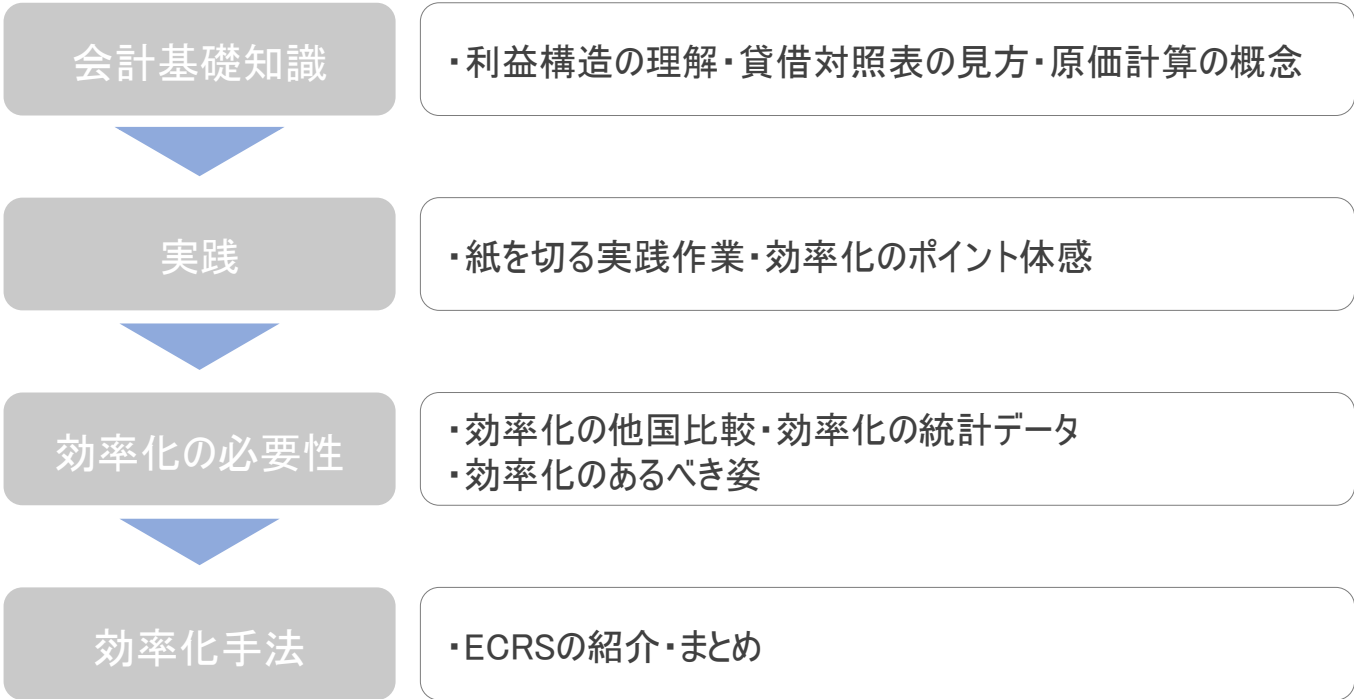 会計基礎知識
・利益構造の理解・貸借対照表の見方・原価計算の概念
実践
・紙を切る実践作業・効率化のポイント体感
効率化の必要性
・効率化の他国比較・効率化の統計データ
・効率化のあるべき姿
効率化手法
・ECRSの紹介・まとめ